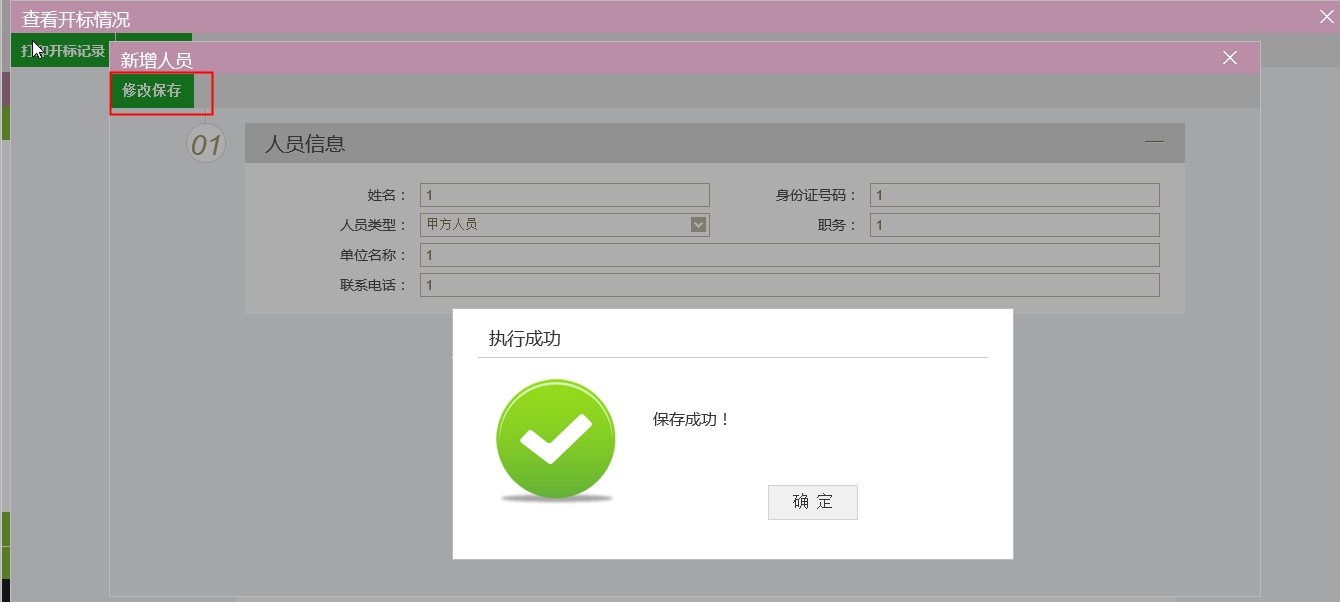 查看开标情况
打印开标记录
新增人员
修改保存
01
人员信息
姓名： 1
身份证号码： 1
人员类型： 甲方人员
职务： 1
单位名称： 1
联系电话： 1
执行成功
保存成功！
确 定